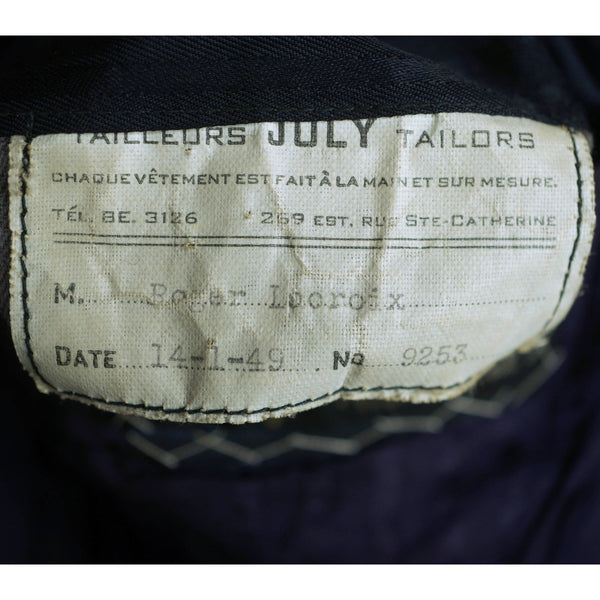 TAILLEURS JULY TAILORS
CHAQUE VÊTEMENT EST FAIT À LA MAIN ET SUR MESURE.
TÉL. BE. 3126 269 EST, RUE STE-CATHERINE
M. Roger Lacroix
DATE 14-1-49 No 9253